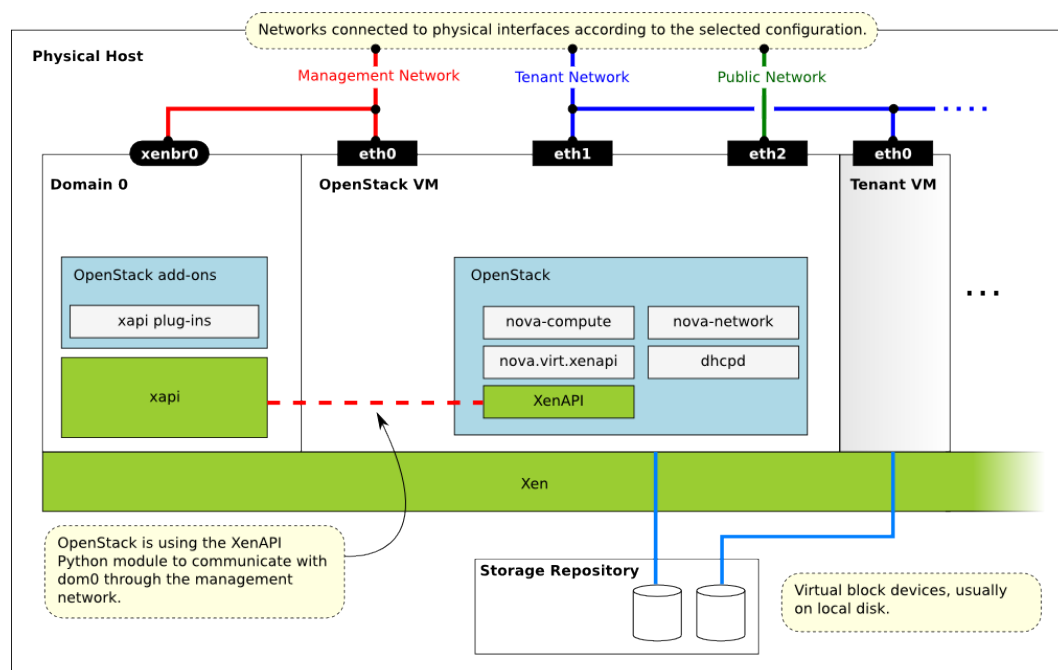 Networks connected to physical interfaces according to the selected configuration.
Physical Host
Management Network
Tenant Network
Public Network
xenbr0
eth0
eth1
eth2
eth0
Domain 0
OpenStack VM
Tenant VM
OpenStack add-ons
xapi plug-ins
xapi
OpenStack
nova-compute
nova-network
nova.virt.xenapi
dhcpd
XenAPI
...
Xen
OpenStack is using the XenAPI
Python module to communicate with
dom0 through the management
network.
Storage Repository
Virtual block devices, usually
on local disk.